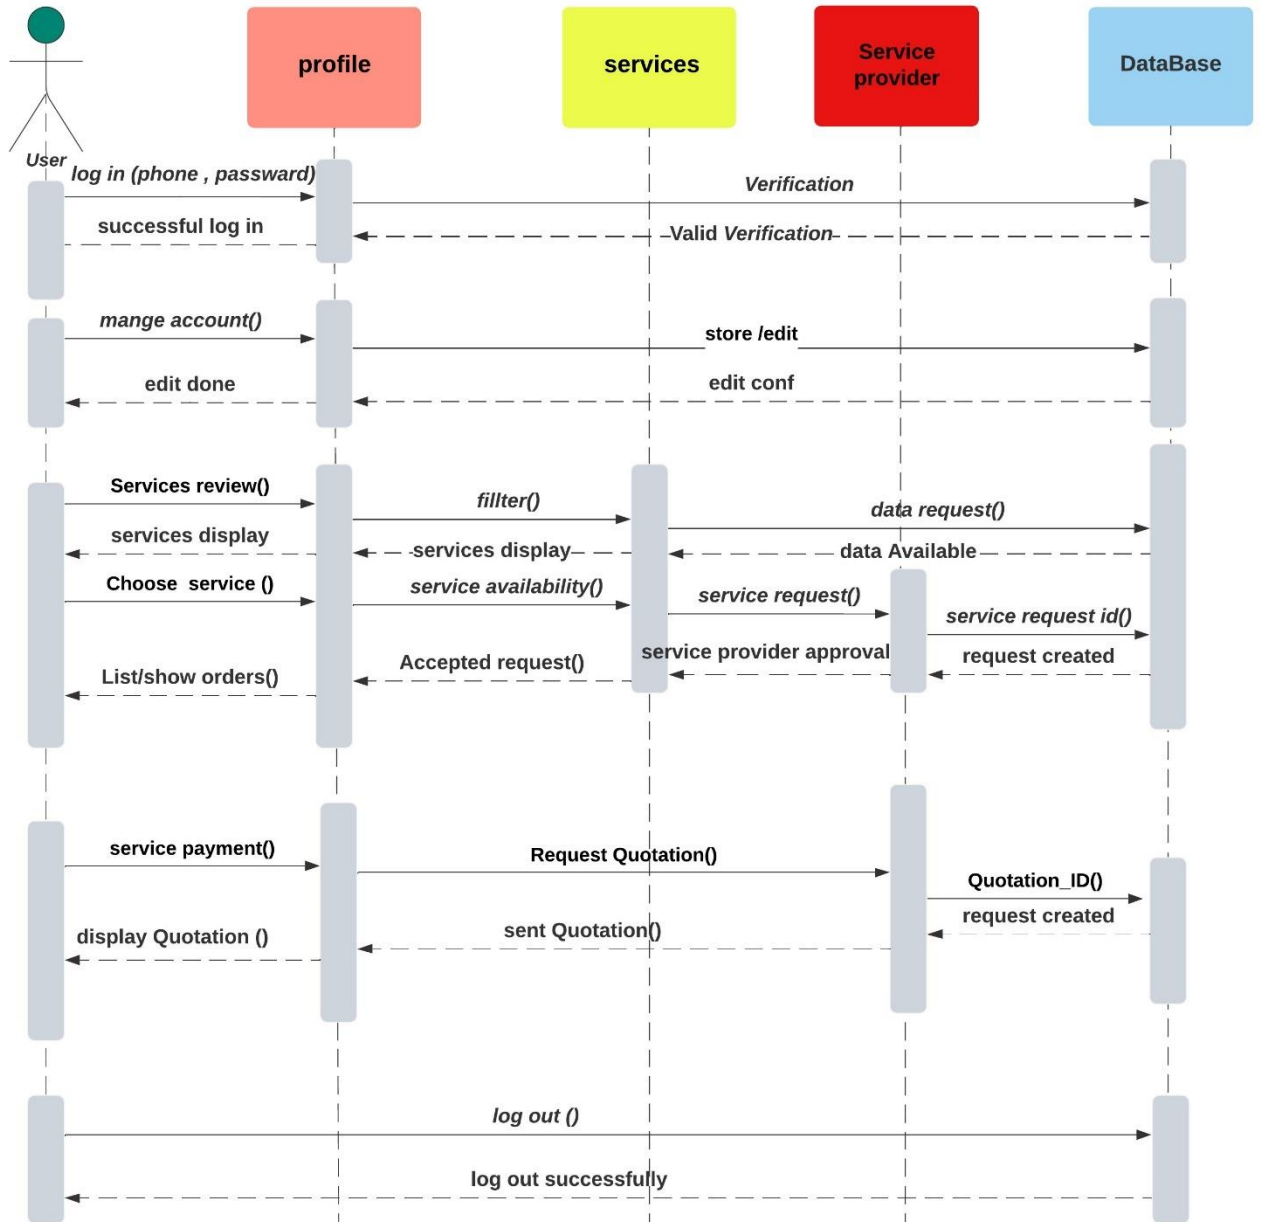 profile
services
Service
provider
DataBase
User
log in (phone , passward)
Verification
successful log in
Valid Verification
mange account()
store /edit
edit done
edit conf
Services review()
fillter()
data request()
services display
services display
data Available
Choose service ()
service availability()
service request()
service request id()
List/show orders()
Accepted request()
service provider approval
request created
service payment()
Request Quotation()
Quotation_ID()
display Quotation ()
sent Quotation()
request created
log out ()
log out successfully